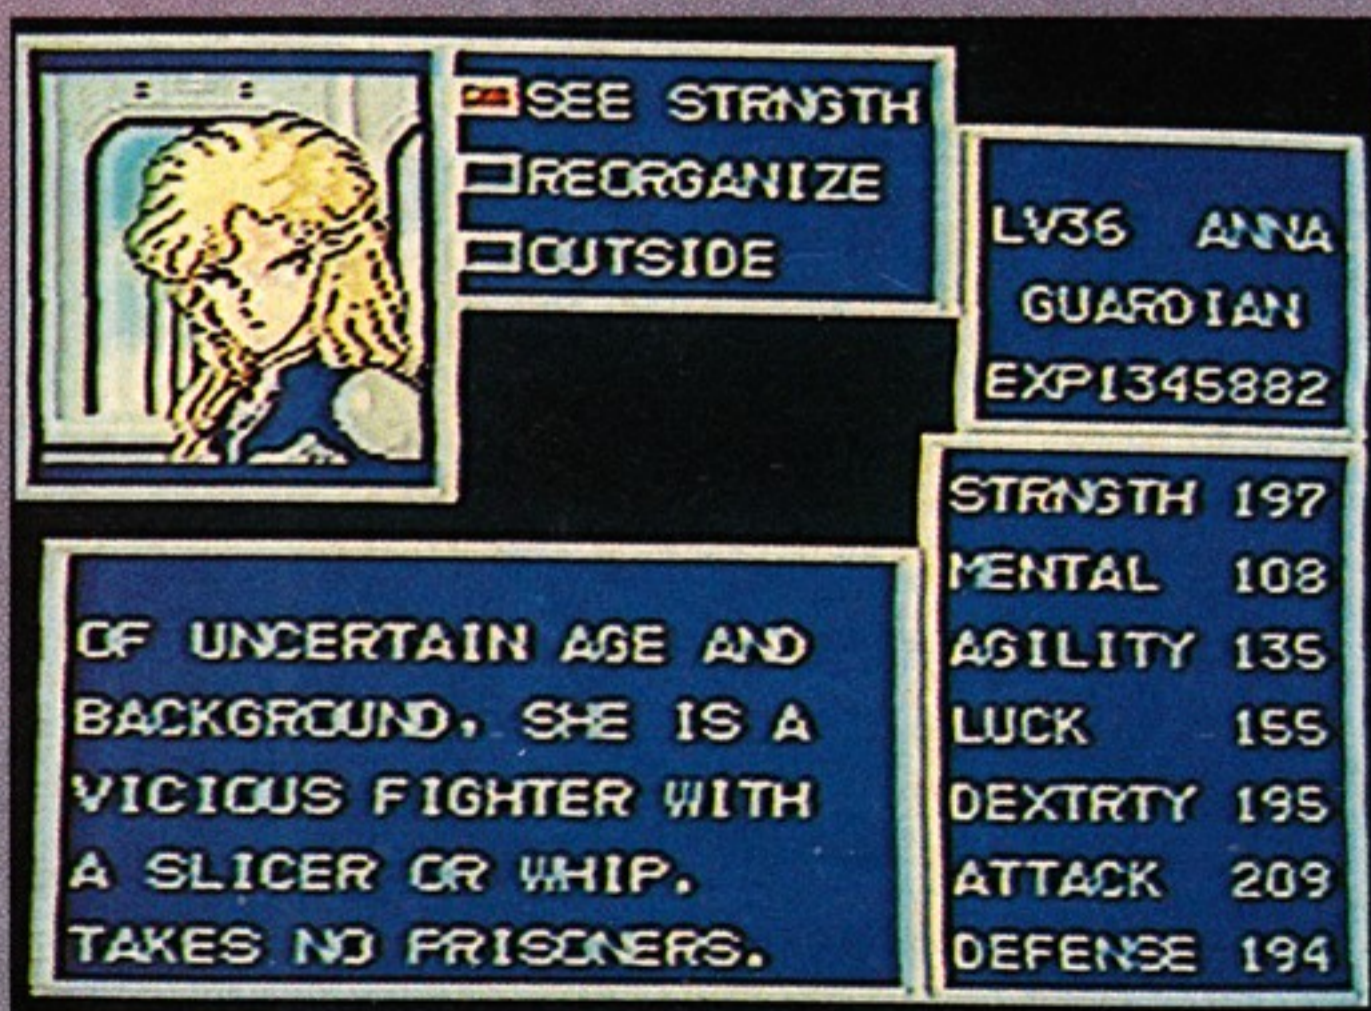 SEE STRNGTH
REORGANIZE
OUTSIDE
LV36 ANNA
GUARDIAN
EXP1345882
STRNGTH 197
MENTAL 108
AGILITY 135
LUCK 155
DEXTRTY 195
ATTACK 209
DEFENSE 194
OF UNCERTAIN AGE AND
BACKGROUND, SHE IS A
VICIOUS FIGHTER WITH
A SLICER OR WHIP.
TAKES NO PRISONERS.